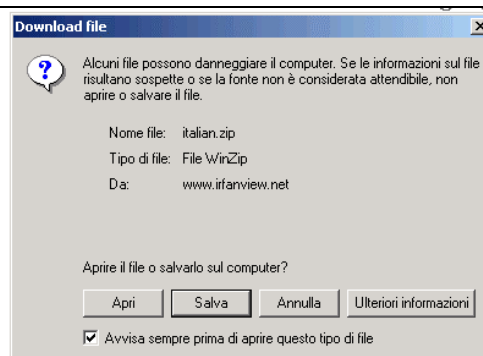 Download file
Alcuni file possono danneggiare il computer. Se le informazioni sul file
risultano sospette o se la fonte non è considerata attendibile, non
aprire o salvare il file.
Nome file: italian.zip
Tipo di file: File WinZip
Da: www.irfanview.net
Aprire il file o salvarlo sul computer?
Apri Salva Annulla Ulteriori informazioni
Avvisa sempre prima di aprire questo tipo di file